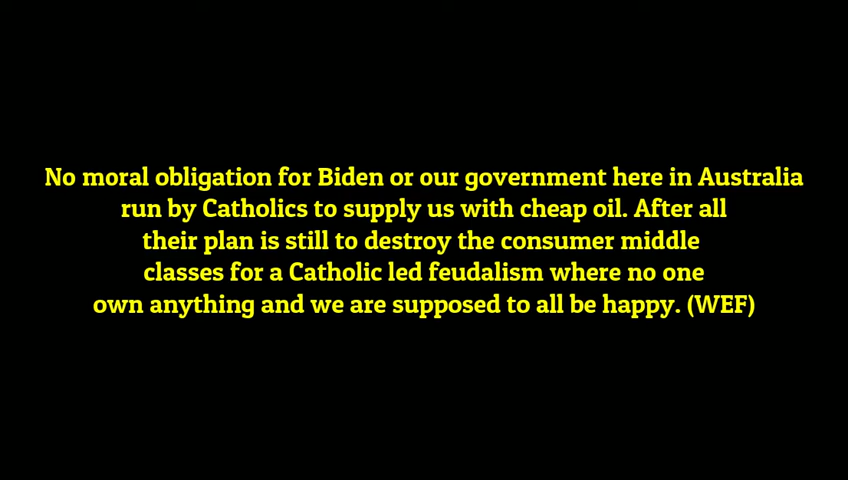 No moral obligation for Biden or our government here in Australia
run by Catholics to supply us with cheap oil. After all
their plan is still to destroy the consumer middle
classes for a Catholic led feudalism where no one
own anything and we are supposed to all be happy. (WEF)